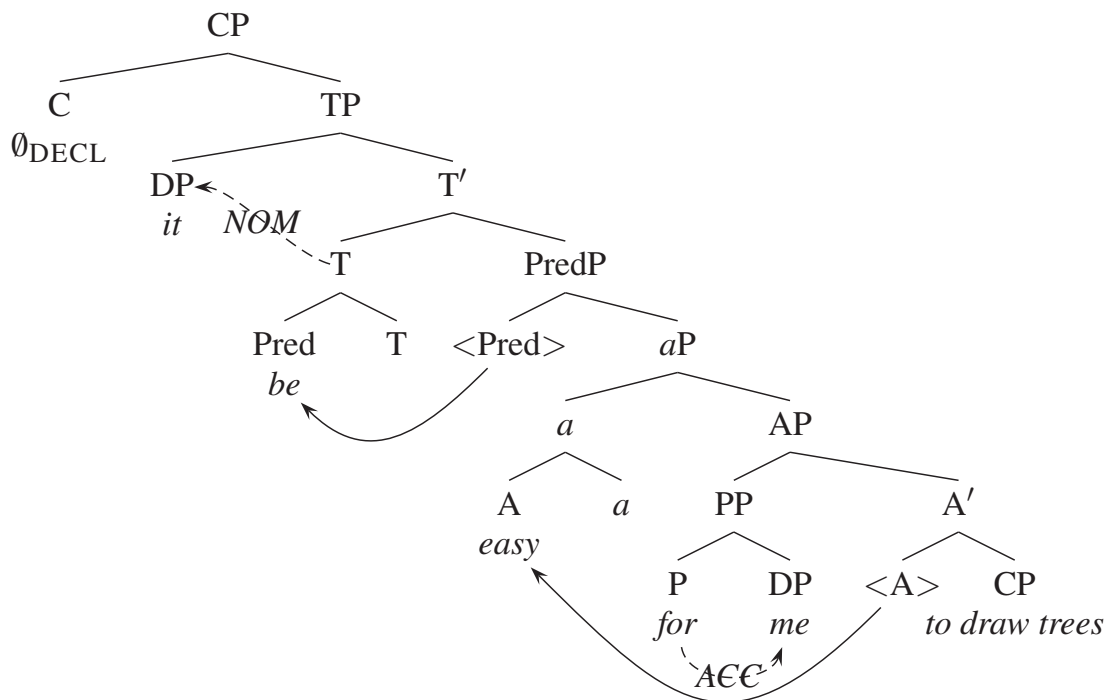 CP
C TP
∅DECL
DP T′
it NOM
T PredP
Pred T <Pred> aP
be
a AP
A a PP A′
easy
P DP <A> CP
for me to draw trees
ACC